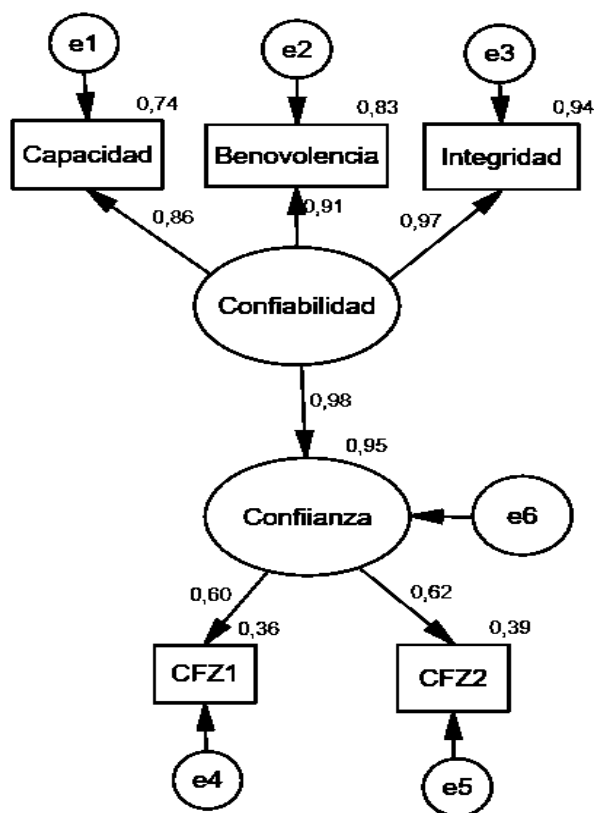 e1
e2
e3
0,74
0,83
0,94
Capacidad
Benovolencia
Integridad
0,86
0,91
0,97
Confiabilidad
0,98
0,95
Confiianza
e6
0,60
0,62
0,36
0,39
CFZ1
CFZ2
e4
e5